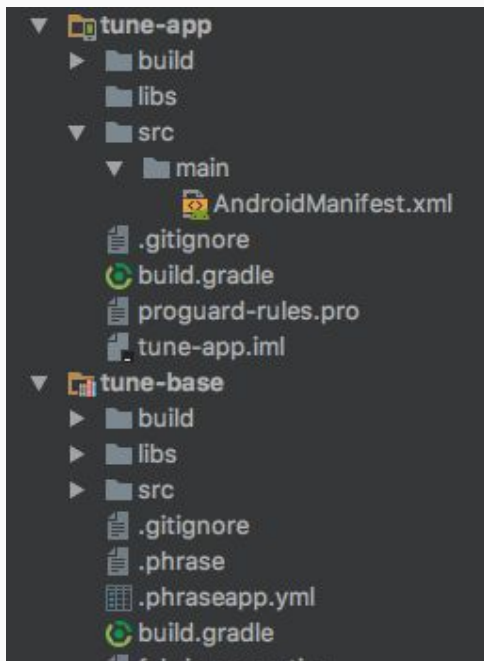 tune-app
build
libs
src
main
AndroidManifest.xml
.gitignore
build.gradle
proguard-rules.pro
tune-app.iml
tune-base
build
libs
src
.gitignore
.phrase
.phraseapp.yml
build.gradle